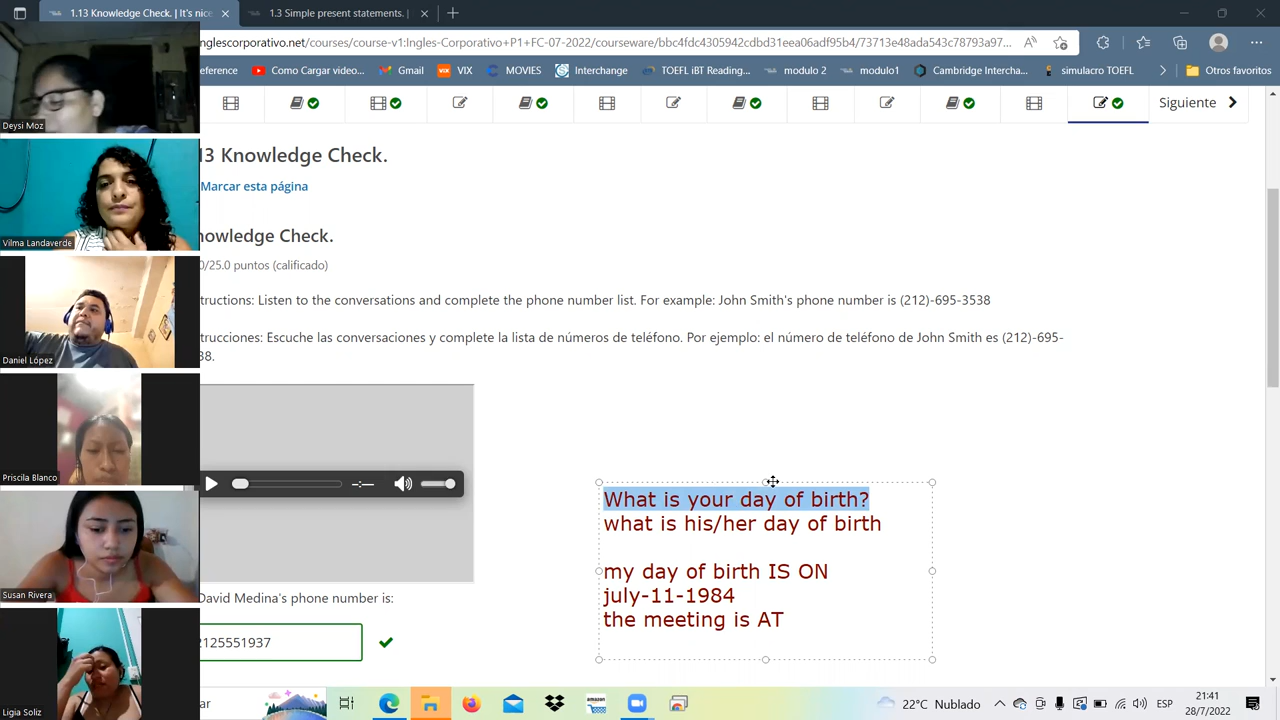 1.13 Knowledge Check. | It's nic
1.3 Simple present statements. |
nglescorporativo.net/courses/course-v1:Ingles-Corporativo+P1+FC-07-2022/courseware/bbc4fdc4305942cdbd31eea06adf95b4/73713e48ada543c78793a97...
eference
Como Cargar video...
Gmail
VIX
MOVIES
Interchange
TOEFL iBT Reading...
modulo 2
modulo1
Cambridge Intercha...
simulacro TOEFL
Otros favoritos
Siguiente
13 Knowledge Check.
Marcar esta página
nowledge Check.
0/25.0 puntos (calificado)
tructions: Listen to the conversations and complete the phone number list. For example: John Smith's phone number is (212)-695-3538
trucciones: Escuche las conversaciones y complete la lista de números de teléfono. Por ejemplo: el número de teléfono de John Smith es (212)-695-
38.
What is your day of birth?
what is his/her day of birth
my day of birth IS ON
july-11-1984
the meeting is AT
David Medina's phone number is:
2125551937
Deysi Moz
Vilma Landaverde
Daniel López
Priscila Blanco
Susan Rivera
Ligia Soliz
ar
amazon
22°C Nublado
ESP
21:41
28/7/2022